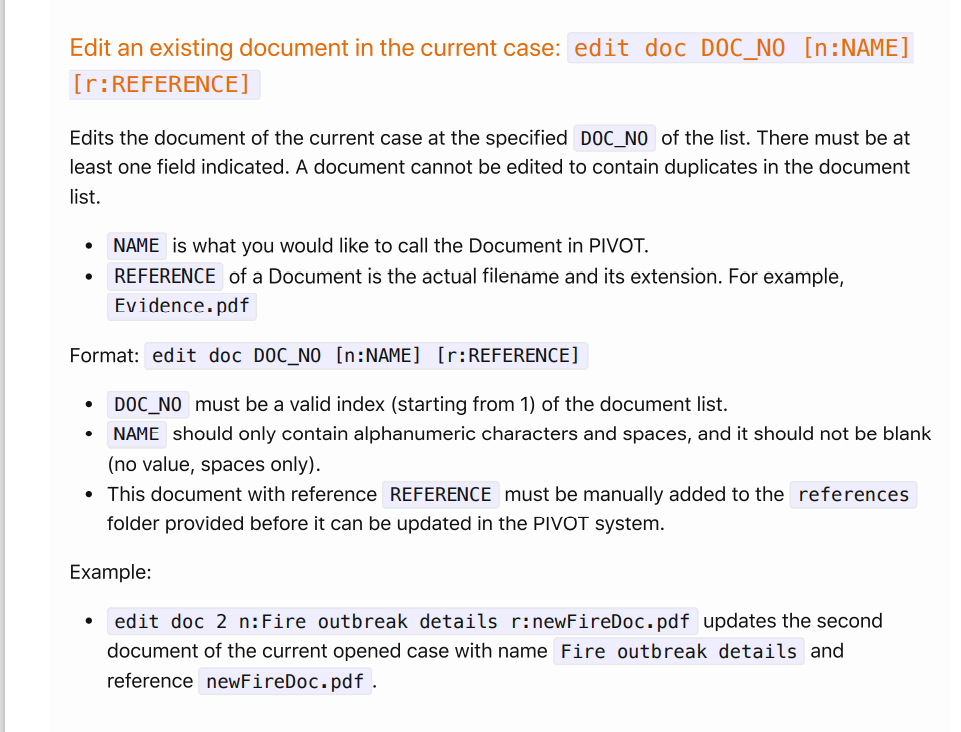 Edit an existing document in the current case: edit doc DOC_NO [n:NAME]
[r:REFERENCE]
Edits the document of the current case at the specified DOC_NO of the list. There must be at
least one field indicated. A document cannot be edited to contain duplicates in the document
list.
• NAME is what you would like to call the Document in PIVOT.
• REFERENCE of a Document is the actual filename and its extension. For example,
Evidence.pdf
Format: edit doc DOC_NO [n:NAME] [r:REFERENCE]
• DOC_NO must be a valid index (starting from 1) of the document list.
• NAME should only contain alphanumeric characters and spaces, and it should not be blank
(no value, spaces only).
• This document with reference REFERENCE must be manually added to the references
folder provided before it can be updated in the PIVOT system.
Example:
• edit doc 2 n:Fire outbreak details r:newFireDoc.pdf updates the second
document of the current opened case with name Fire outbreak details and
reference newFireDoc.pdf.